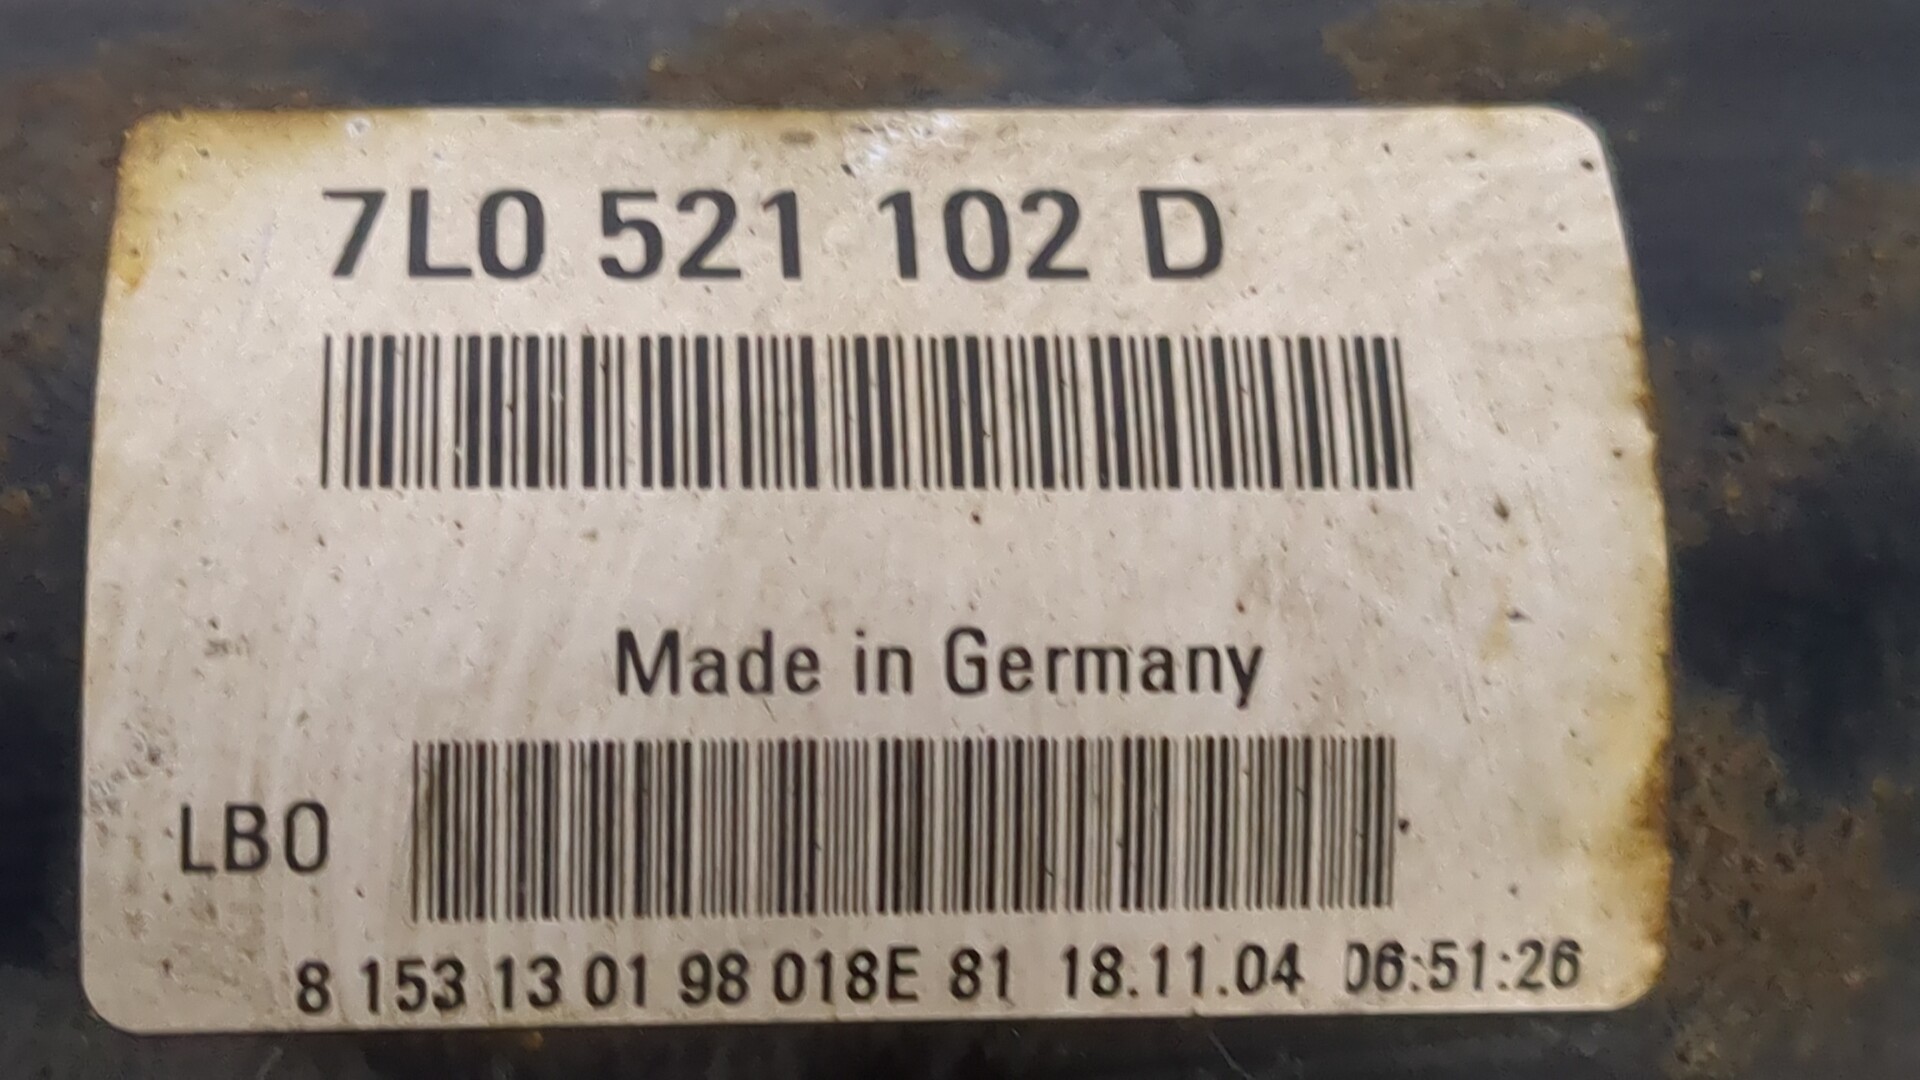 7L0 521 102 D
Made in Germany
LB0
8 153 13 01 98 018E 81 18.11.04 06:51:26